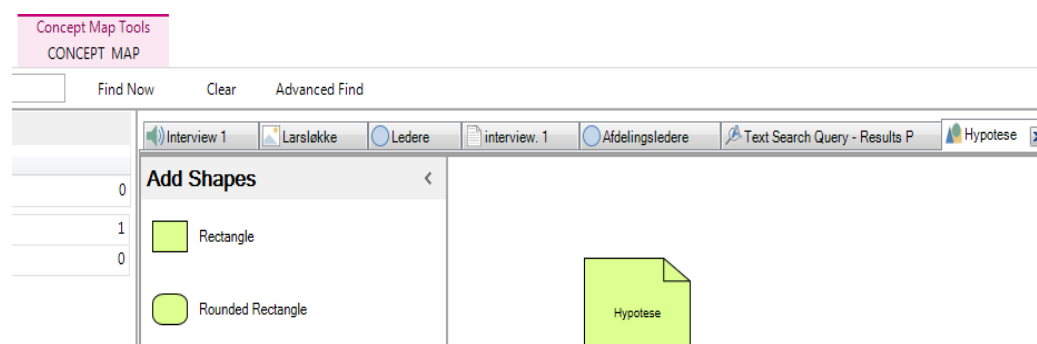 Concept Map Tools
CONCEPT MAP
Find Now Clear Advanced Find
Interview 1 Larsløkke Ledere interview. 1 Afdelingsledere Text Search Query - Results P Hypotese
Add Shapes
0
1
Rectangle
0
Rounded Rectangle
Hypotese